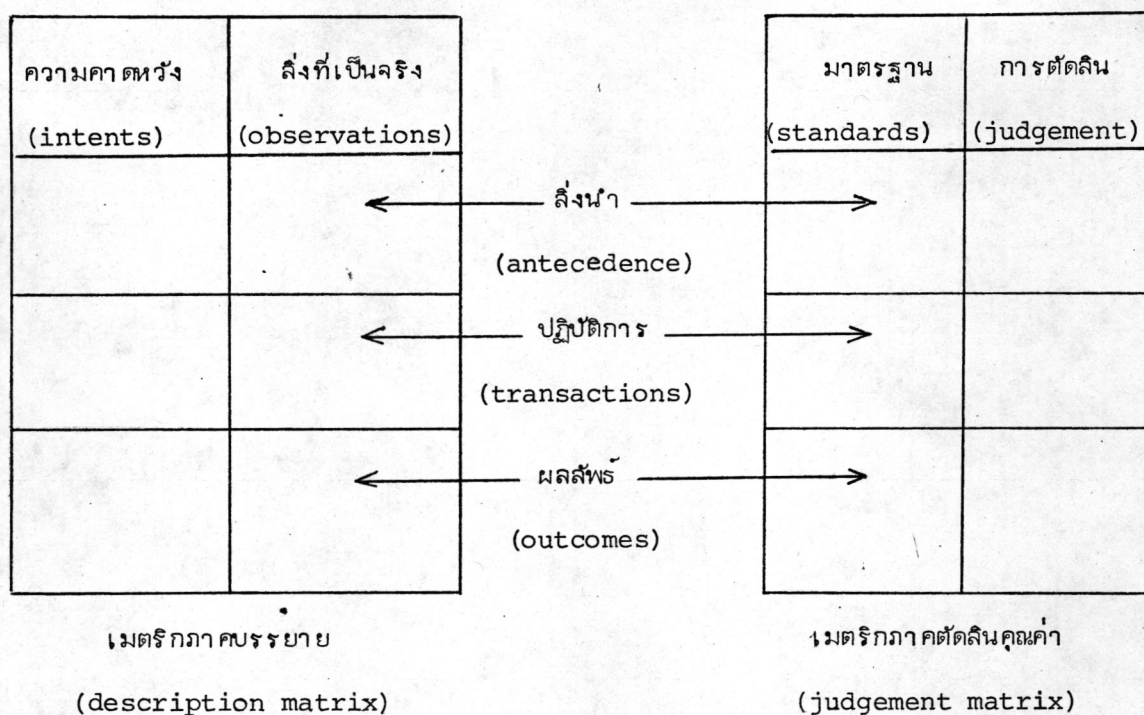 ความคาดหวัง สิ่งที่เป็นจริง มาตรฐาน การตัดสิน
(intents) (observations) (standards) (judgement)
สิ่งนำ
(antecedence)
ปฏิบัติการ
(transactions)
ผลลัพธ์
(outcomes)
เมตริกภาคบรรยาย เมตริกภาคตัดสินคุณค่า
(description matrix) (judgement matrix)